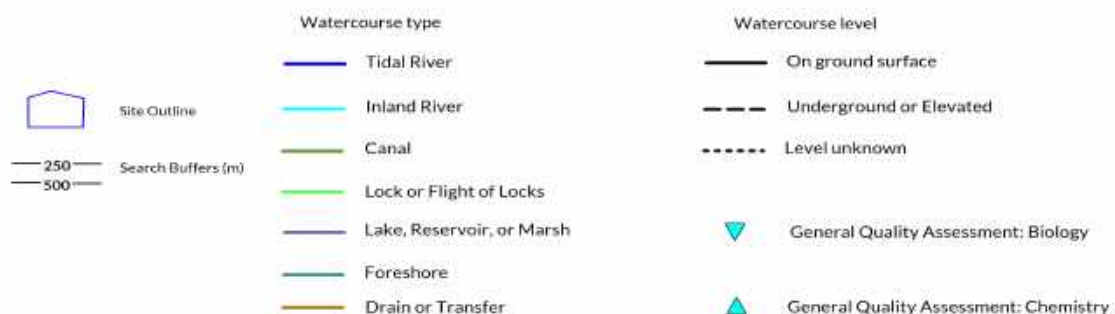 Watercourse type
Watercourse level
Tidal River
On ground surface
Site Outline
Inland River
Underground or Elevated
250
500
Search Buffers (m)
Canal
Level unknown
Lock or Flight of Locks
Lake, Reservoir, or Marsh
General Quality Assessment: Biology
Foreshore
Drain or Transfer
General Quality Assessment: Chemistry